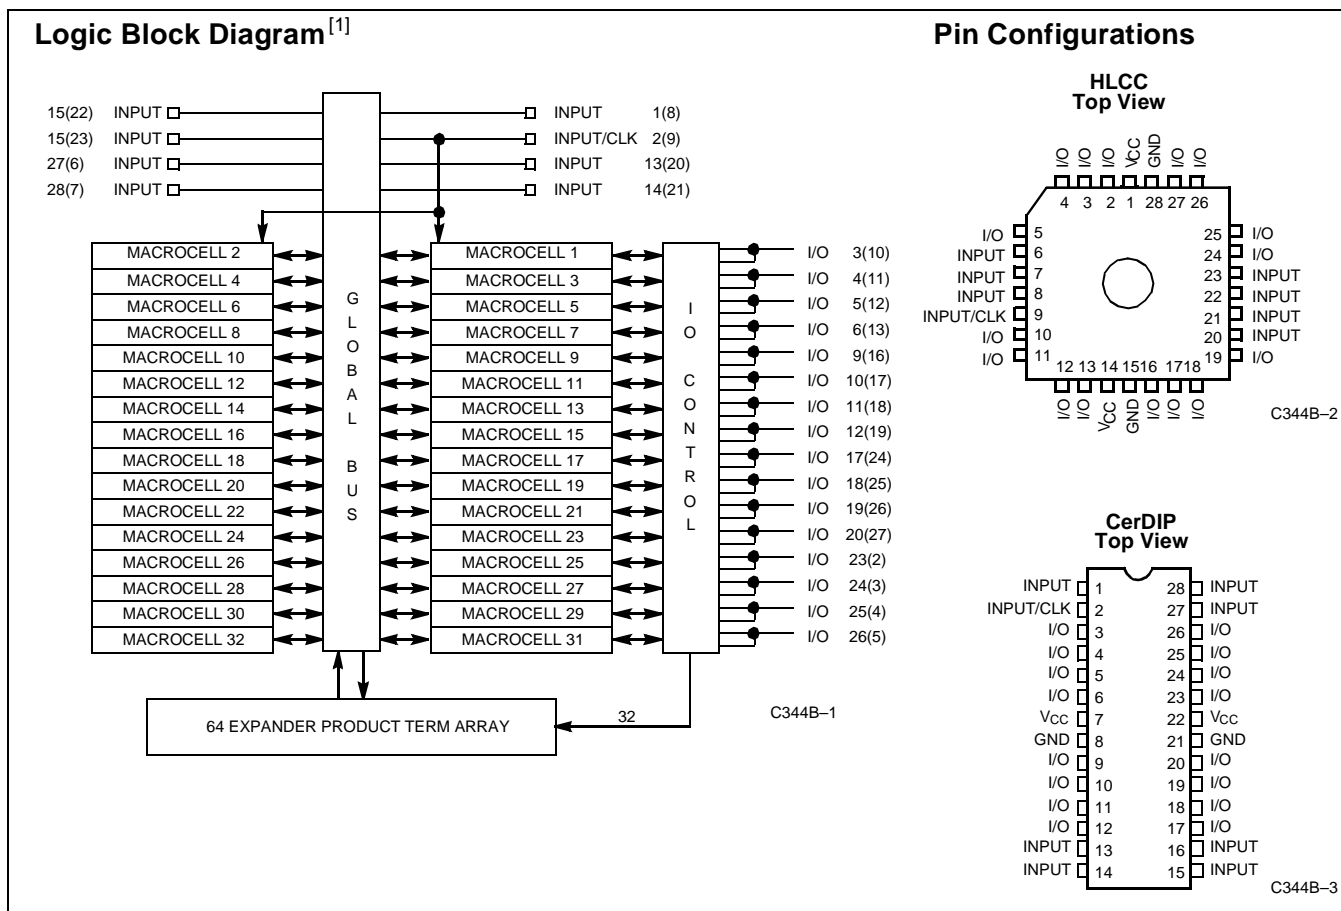 Logic Block Diagram[1]
15(22) INPUT
15(23) INPUT
27(6) INPUT
28(7) INPUT
INPUT 1(8)
INPUT/CLK 2(9)
INPUT 13(20)
INPUT 14(21)
MACROCELL 2
MACROCELL 4
MACROCELL 6
MACROCELL 8
MACROCELL 10
MACROCELL 12
MACROCELL 14
MACROCELL 16
MACROCELL 18
MACROCELL 20
MACROCELL 22
MACROCELL 24
MACROCELL 26
MACROCELL 28
MACROCELL 30
MACROCELL 32
GLOBAL BUS
MACROCELL 1
MACROCELL 3
MACROCELL 5
MACROCELL 7
MACROCELL 9
MACROCELL 11
MACROCELL 13
MACROCELL 15
MACROCELL 17
MACROCELL 19
MACROCELL 21
MACROCELL 23
MACROCELL 25
MACROCELL 27
MACROCELL 29
MACROCELL 31
IO CONTROL
I/O 3(10)
I/O 4(11)
I/O 5(12)
I/O 6(13)
I/O 9(16)
I/O 10(17)
I/O 11(18)
I/O 12(19)
I/O 17(24)
I/O 18(25)
I/O 19(26)
I/O 20(27)
I/O 23(2)
I/O 24(3)
I/O 25(4)
I/O 26(5)
64 EXPANDER PRODUCT TERM ARRAY
32
C344B–1
Pin Configurations
HLCC
Top View
I/O I/O I/O VCC GND I/O I/O
4 3 2 1 28 27 26
I/O 5
INPUT 6
INPUT 7
INPUT 8
INPUT/CLK 9
I/O 10
I/O 11
25 I/O
24 I/O
23 INPUT
22 INPUT
21 INPUT
20 INPUT
19 I/O
12 13 14 15 16 17 18
I/O I/O VCC GND I/O I/O I/O
C344B–2
CerDIP
Top View
INPUT 1 28 INPUT
INPUT/CLK 2 27 INPUT
I/O 3 26 I/O
I/O 4 25 I/O
I/O 5 24 I/O
I/O 6 23 I/O
VCC 7 22 VCC
GND 8 21 GND
I/O 9 20 I/O
I/O 10 19 I/O
I/O 11 18 I/O
I/O 12 17 I/O
INPUT 13 16 INPUT
INPUT 14 15 INPUT
C344B–3